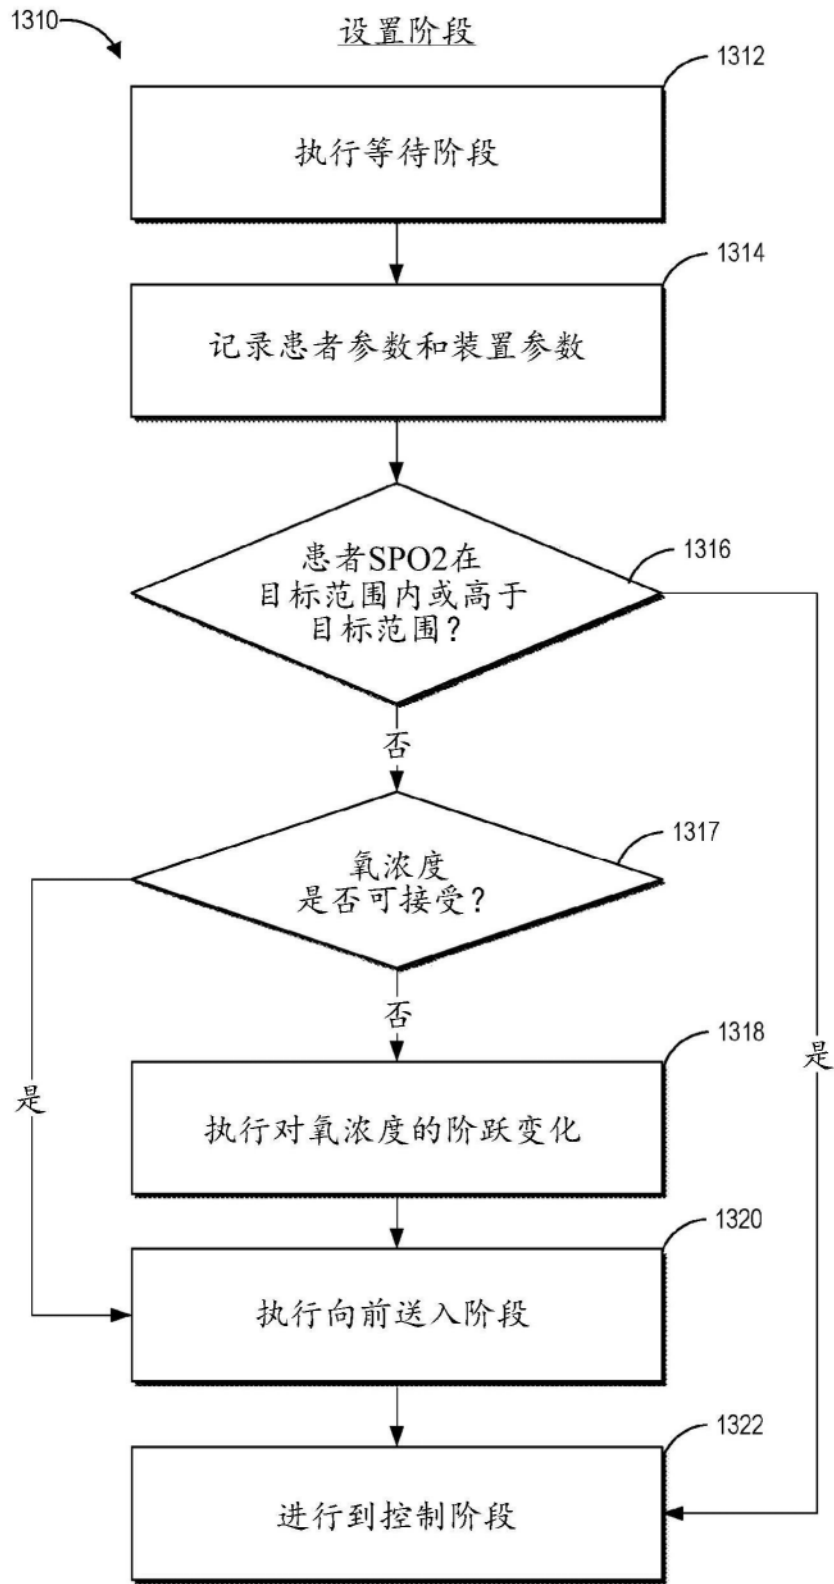 1310
设置阶段
1312
执行等待阶段
1314
记录患者参数和装置参数
1316
患者SPO2在
目标范围内或高于
目标范围？
否
1317
氧浓度
是否可接受？
否
1318
是
是
执行对氧浓度的阶跃变化
1320
执行向前送入阶段
1322
进行到控制阶段